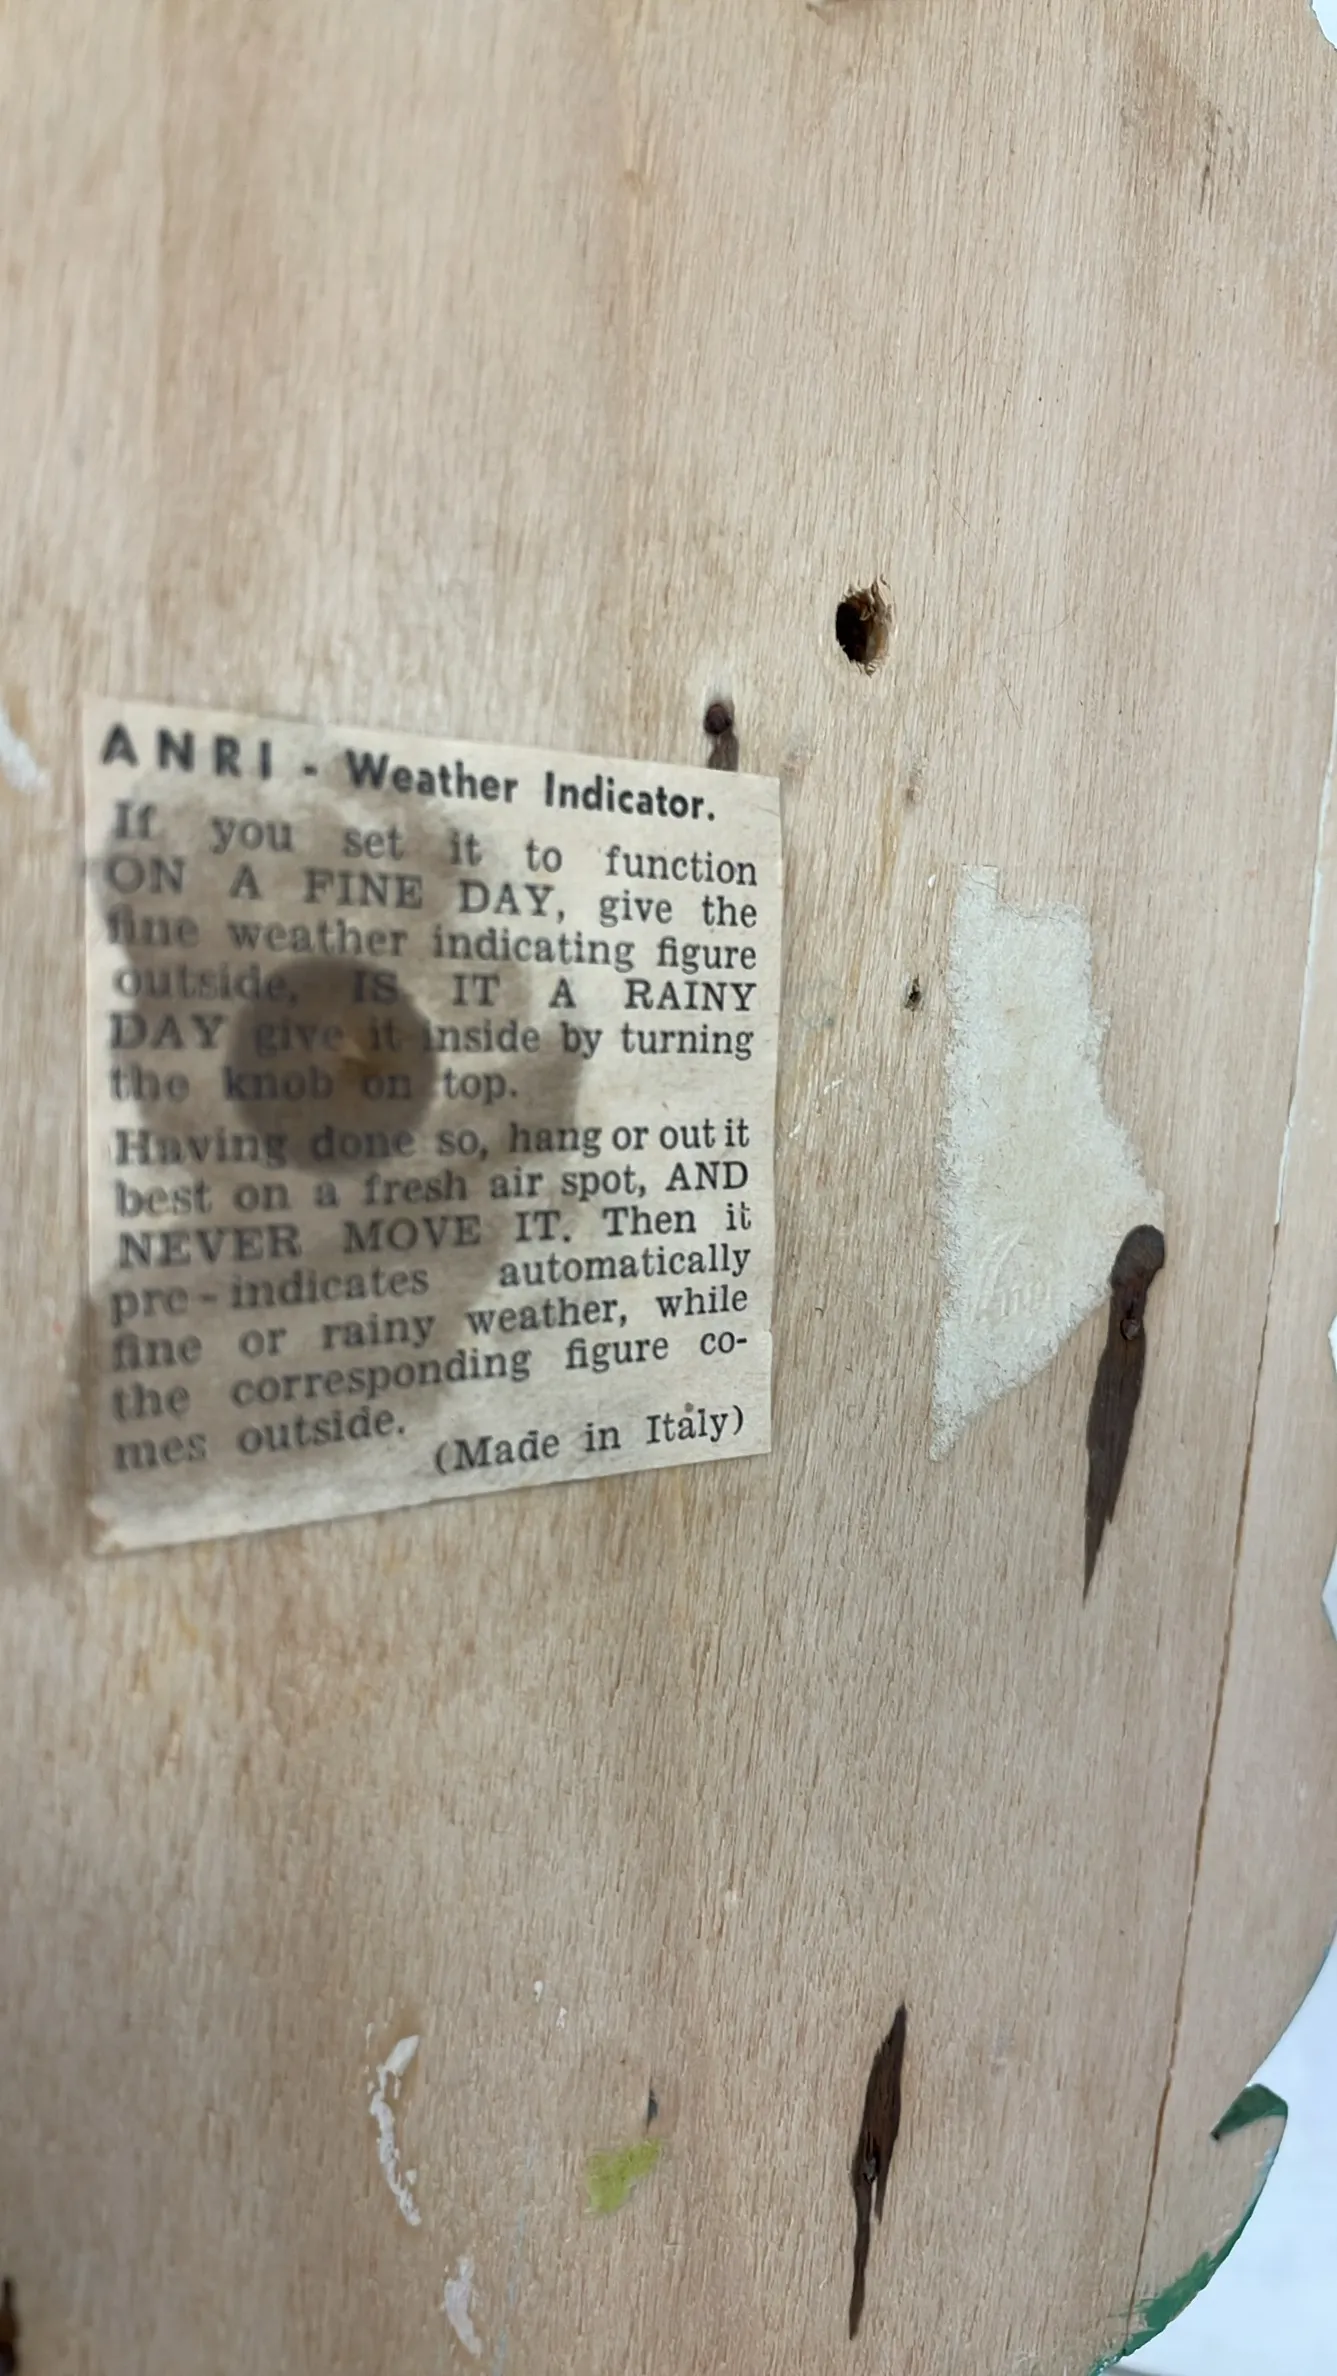 ANRI - Weather Indicator.
If you set it to function
ON A FINE DAY, give the
fine weather indicating figure
outside, IS IT A RAINY
DAY give it inside by turning
the knob on top.
Having done so, hang or out it
best on a fresh air spot, AND
NEVER MOVE IT. Then it
pre-indicates automatically
fine or rainy weather, while
the corresponding figure co-
mes outside.
(Made in Italy)